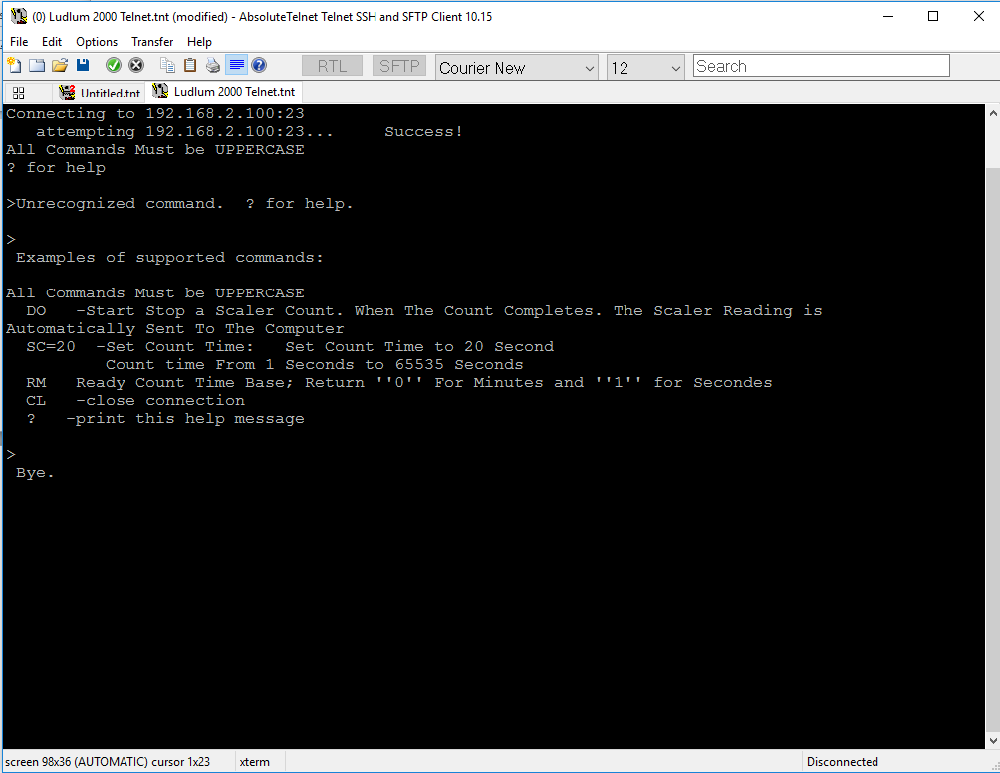 (0) Ludlum 2000 Telnet.tnt (modified) - AbsoluteTelnet Telnet SSH and SFTP Client 10.15
File Edit Options Transfer Help
RTL SFTP Courier New 12 Search
Untitled.tnt Ludlum 2000 Telnet.tnt
Connecting to 192.168.2.100:23
attempting 192.168.2.100:23... Success!
All Commands Must be UPPERCASE
? for help
>Unrecognized command. ? for help.
>
Examples of supported commands:
All Commands Must be UPPERCASE
DO -Start Stop a Scaler Count. When The Count Completes. The Scaler Reading is
Automatically Sent To The Computer
SC=20 -Set Count Time: Set Count Time to 20 Second
Count time From 1 Seconds to 65535 Seconds
RM Ready Count Time Base; Return ''0'' For Minutes and ''1'' for Secondes
CL -close connection
? -print this help message
>
Bye.
screen 98x36 (AUTOMATIC) cursor 1x23 xterm Disconnected